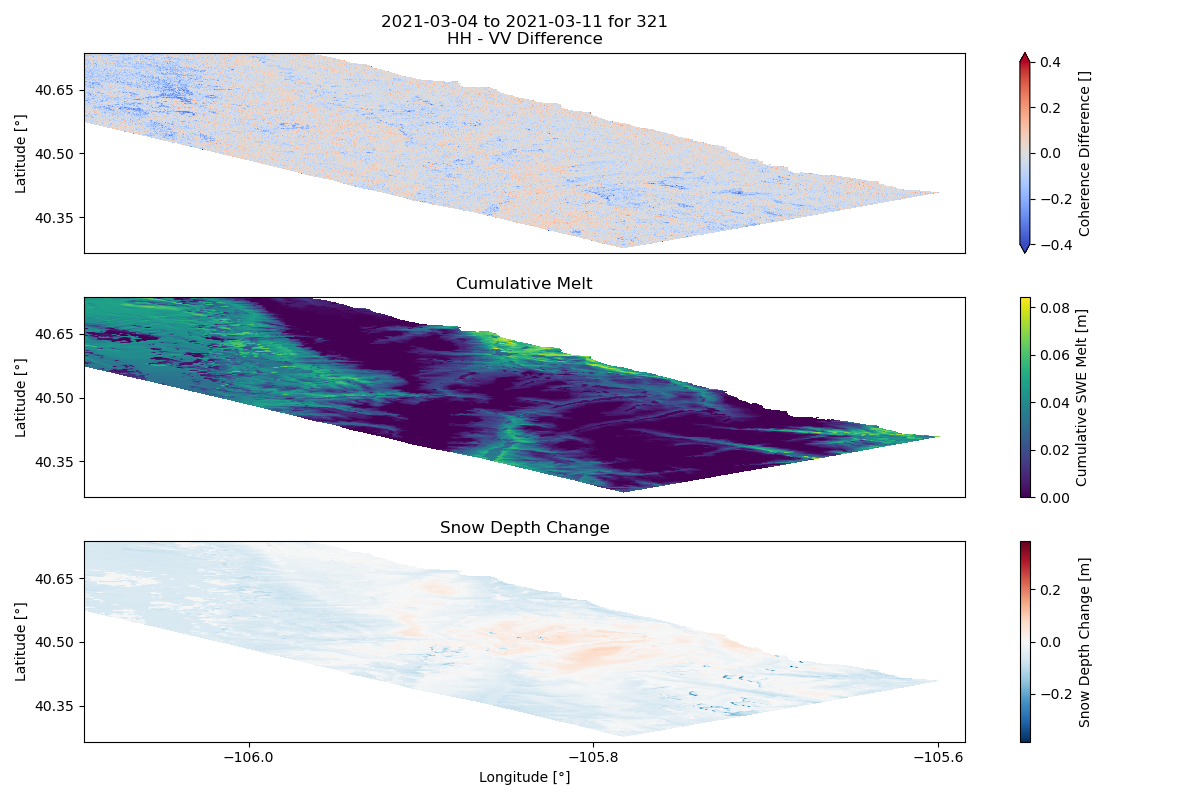 2021-03-04 to 2021-03-11 for 321
HH - VV Difference
40.65
40.50
40.35
Latitude [°]
0.4
0.2
0.0
−0.2
−0.4
Coherence Difference []
Cumulative Melt
40.65
40.50
40.35
Latitude [°]
0.08
0.06
0.04
0.02
0.00
Cumulative SWE Melt [m]
Snow Depth Change
40.65
40.50
40.35
Latitude [°]
0.2
0.0
−0.2
Snow Depth Change [m]
−106.0 −105.8 −105.6
Longitude [°]